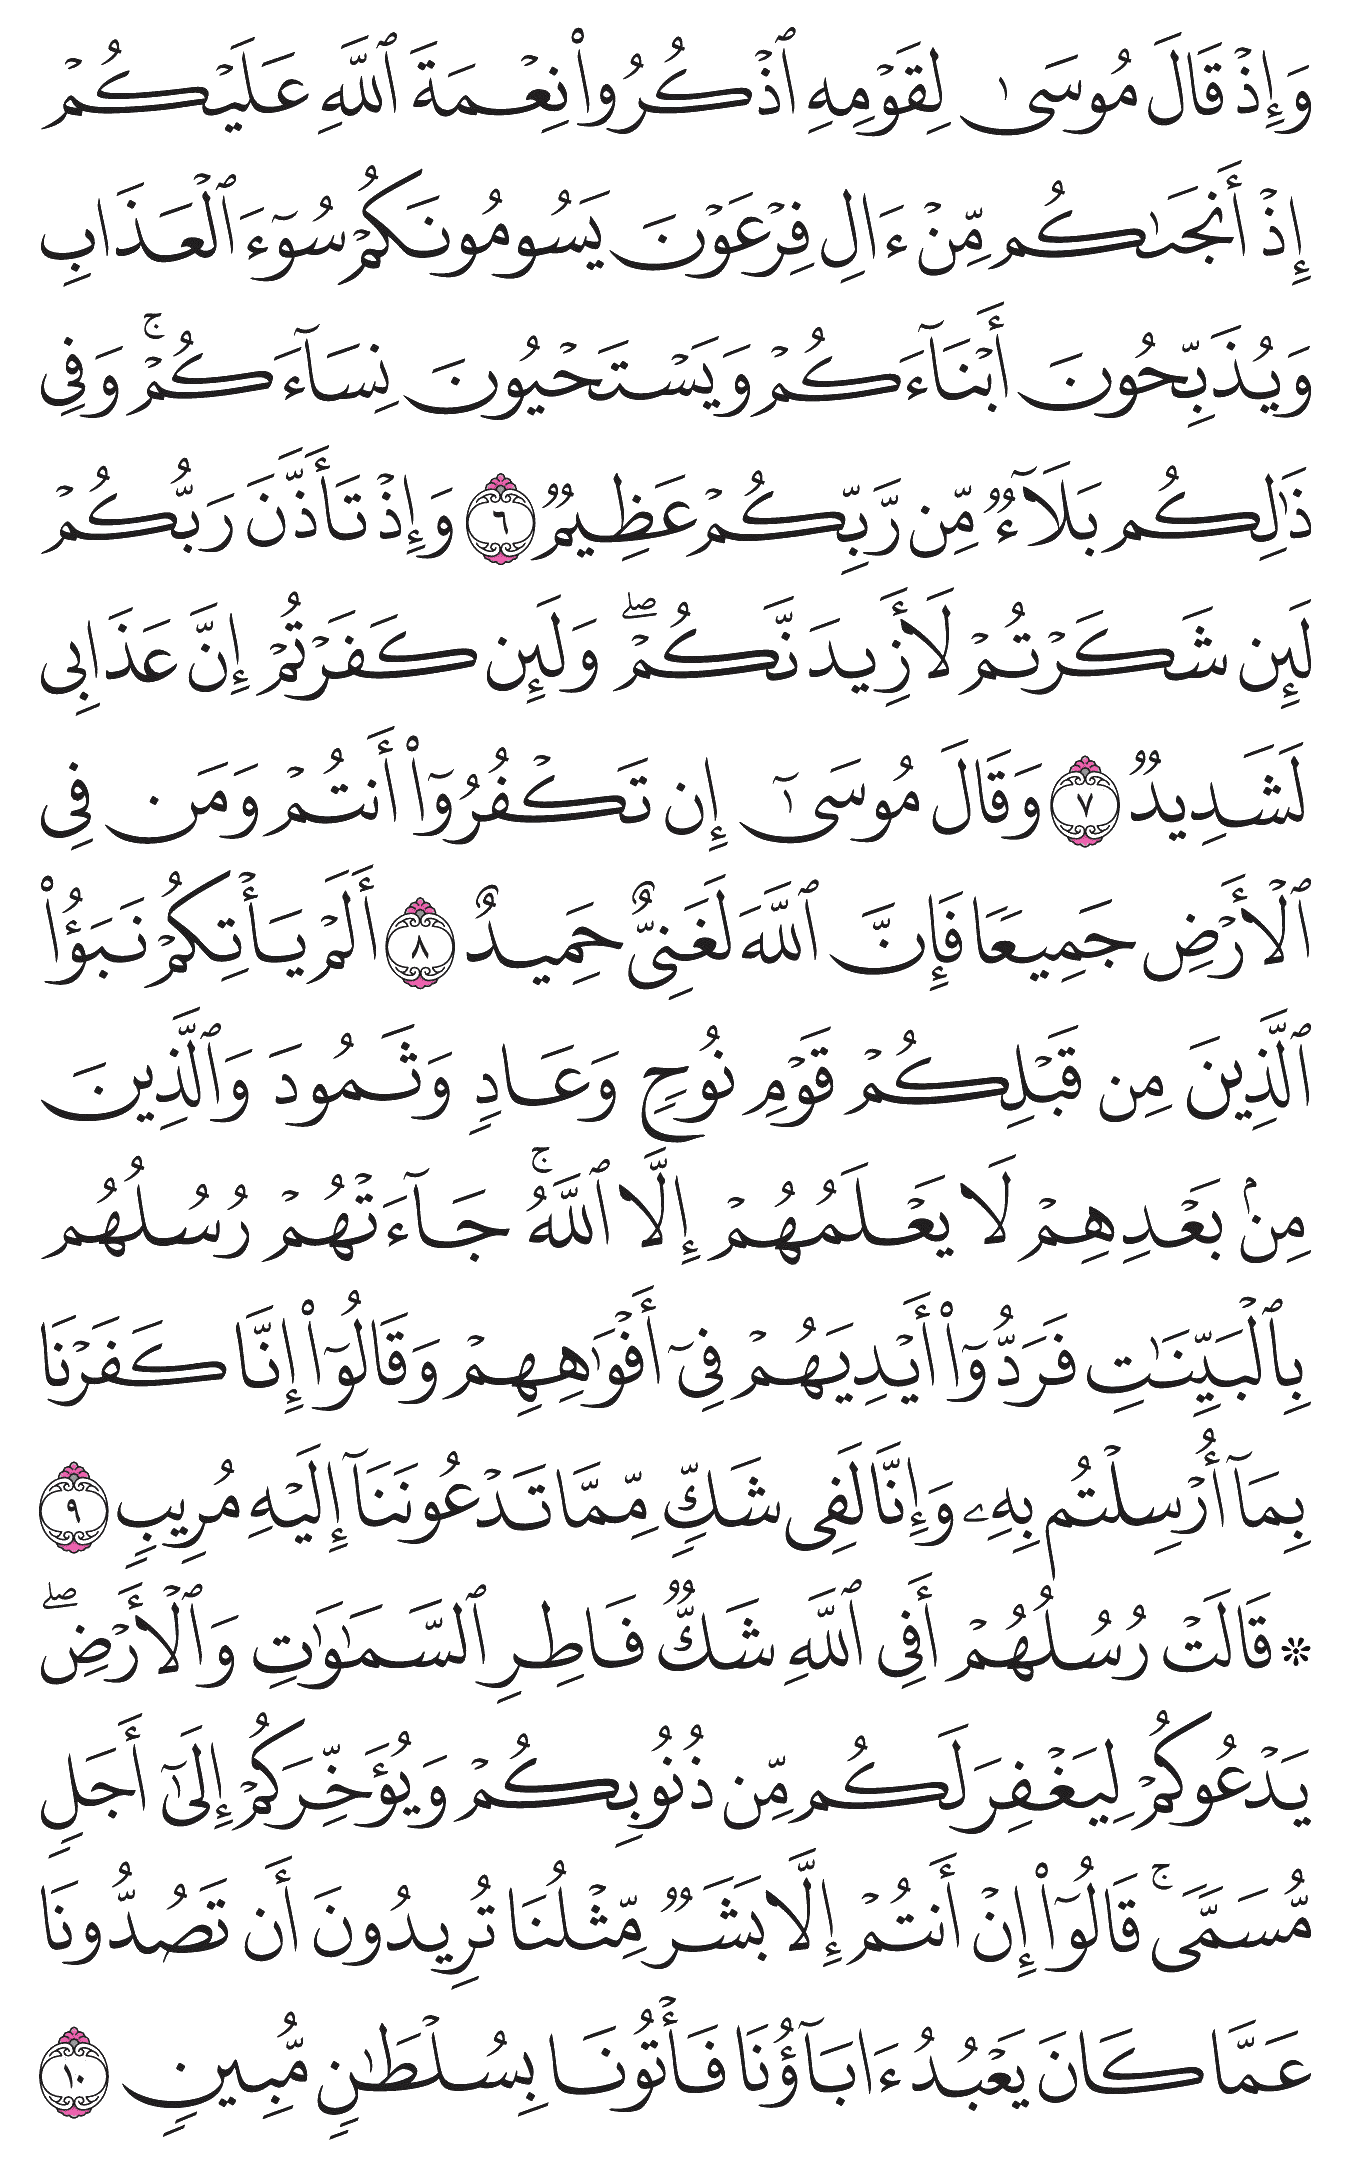 وَإِذْ قَالَ مُوسَىٰ لِقَوْمِهِ ٱذْكُرُوا۟ نِعْمَةَ ٱللَّهِ عَلَيْكُمْ
إِذْ أَنجَىٰكُم مِّنْ ءَالِ فِرْعَوْنَ يَسُومُونَكُمْ سُوٓءَ ٱلْعَذَابِ
وَيُذَبِّحُونَ أَبْنَآءَكُمْ وَيَسْتَحْيُونَ نِسَآءَكُمْ ۚ وَفِى
ذَٰلِكُم بَلَآءٌ مِّن رَّبِّكُمْ عَظِيمٌ ٦ وَإِذْ تَأَذَّنَ رَبُّكُمْ
لَئِن شَكَرْتُمْ لَأَزِيدَنَّكُمْ ۖ وَلَئِن كَفَرْتُمْ إِنَّ عَذَابِى
لَشَدِيدٌ ٧ وَقَالَ مُوسَىٰٓ إِن تَكْفُرُوٓا۟ أَنتُمْ وَمَن فِى
ٱلْأَرْضِ جَمِيعًا فَإِنَّ ٱللَّهَ لَغَنِىٌّ حَمِيدٌ ٨ أَلَمْ يَأْتِكُمْ نَبَؤُا۟
ٱلَّذِينَ مِن قَبْلِكُمْ قَوْمِ نُوحٍ وَعَادٍ وَثَمُودَ وَٱلَّذِينَ
مِنۢ بَعْدِهِمْ لَا يَعْلَمُهُمْ إِلَّا ٱللَّهُ ۚ جَآءَتْهُمْ رُسُلُهُم
بِٱلْبَيِّنَٰتِ فَرَدُّوٓا۟ أَيْدِيَهُمْ فِىٓ أَفْوَٰهِهِمْ وَقَالُوٓا۟ إِنَّا كَفَرْنَا
بِمَآ أُرْسِلْتُم بِهِۦ وَإِنَّا لَفِى شَكٍّ مِّمَّا تَدْعُونَنَآ إِلَيْهِ مُرِيبٍ ٩
۞ قَالَتْ رُسُلُهُمْ أَفِى ٱللَّهِ شَكٌّ فَاطِرِ ٱلسَّمَٰوَٰتِ وَٱلْأَرْضِ ۖ
يَدْعُوكُمْ لِيَغْفِرَ لَكُم مِّن ذُنُوبِكُمْ وَيُؤَخِّرَكُمْ إِلَىٰٓ أَجَلٍ
مُّسَمًّى ۚ قَالُوٓا۟ إِنْ أَنتُمْ إِلَّا بَشَرٌ مِّثْلُنَا تُرِيدُونَ أَن تَصُدُّونَا
عَمَّا كَانَ يَعْبُدُ ءَابَآؤُنَا فَأْتُونَا بِسُلْطَٰنٍ مُّبِينٍ ١٠